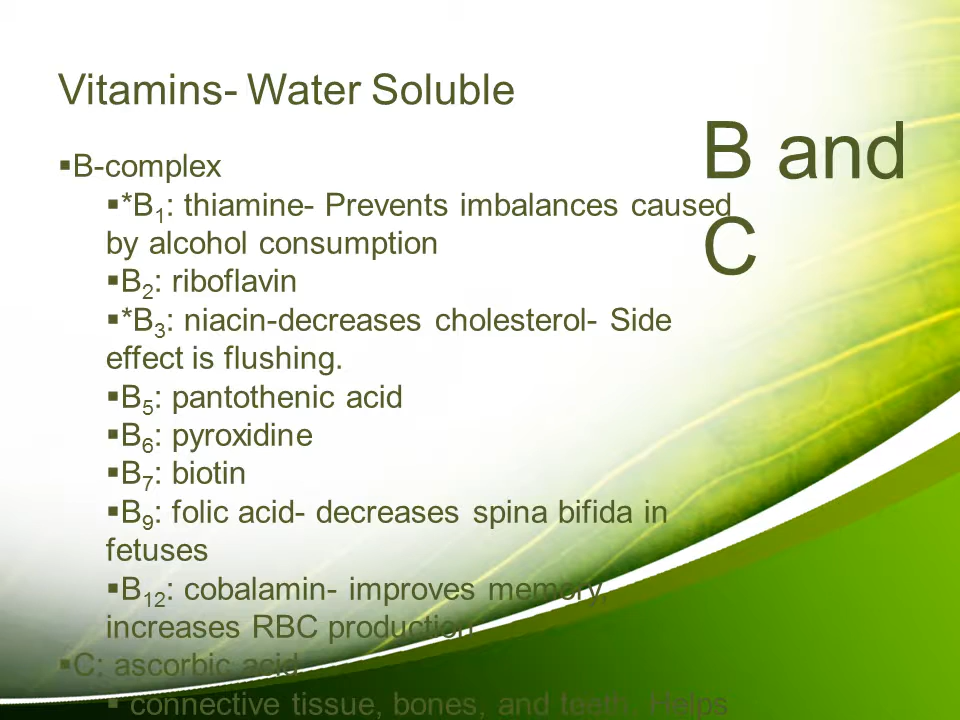 Vitamins- Water Soluble
B and
C
▪B-complex
▪*B₁: thiamine- Prevents imbalances caused
by alcohol consumption
▪B₂: riboflavin
▪*B₃: niacin-decreases cholesterol- Side
effect is flushing.
▪B₅: pantothenic acid
▪B₆: pyroxidine
▪B₇: biotin
▪B₉: folic acid- decreases spina bifida in
fetuses
▪B₁₂: cobalamin- improves memory,
increases RBC production
▪C: ascorbic acid
▪ connective tissue, bones, and teeth. Helps